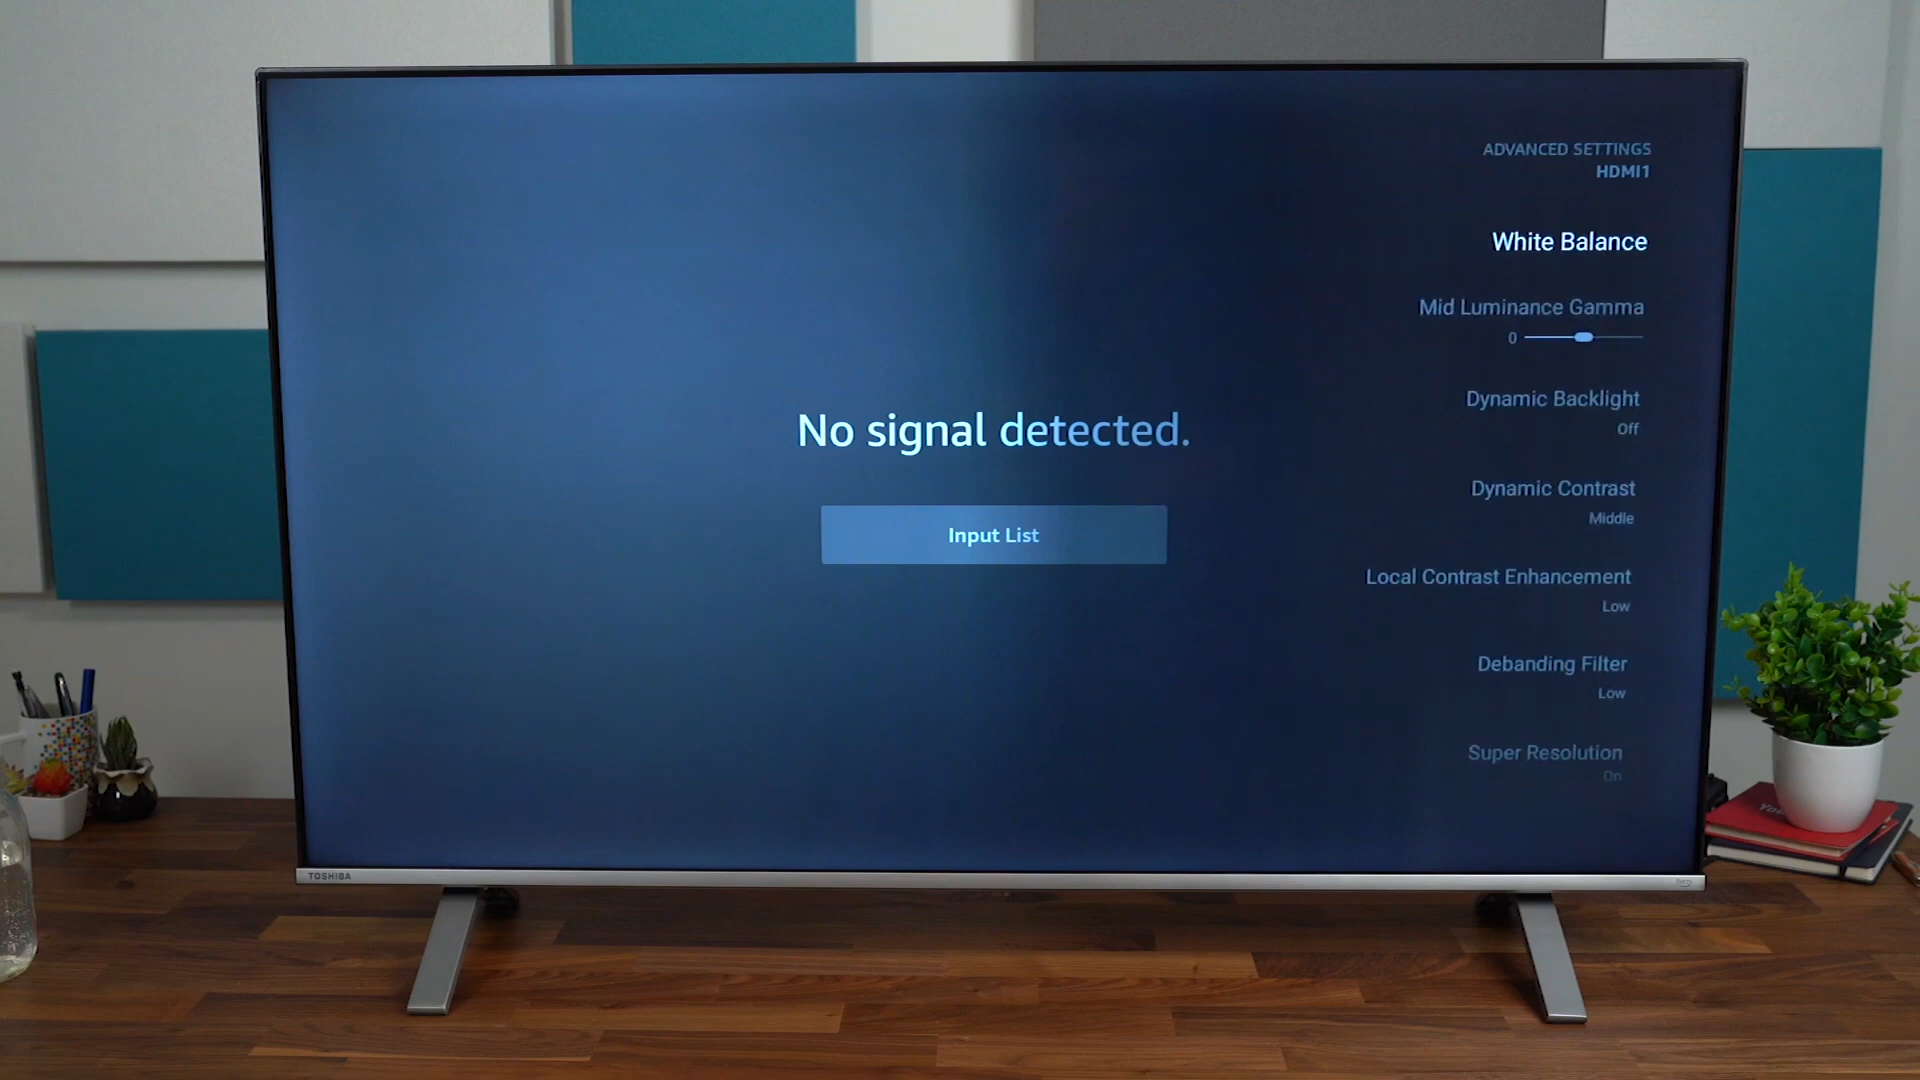 ADVANCED SETTINGS
HDMI1
White Balance
Mid Luminance Gamma
0
Dynamic Backlight
Off
No signal detected.
Dynamic Contrast
Middle
Input List
Local Contrast Enhancement
Low
Debanding Filter
Low
Super Resolution
On
TOSHIBA